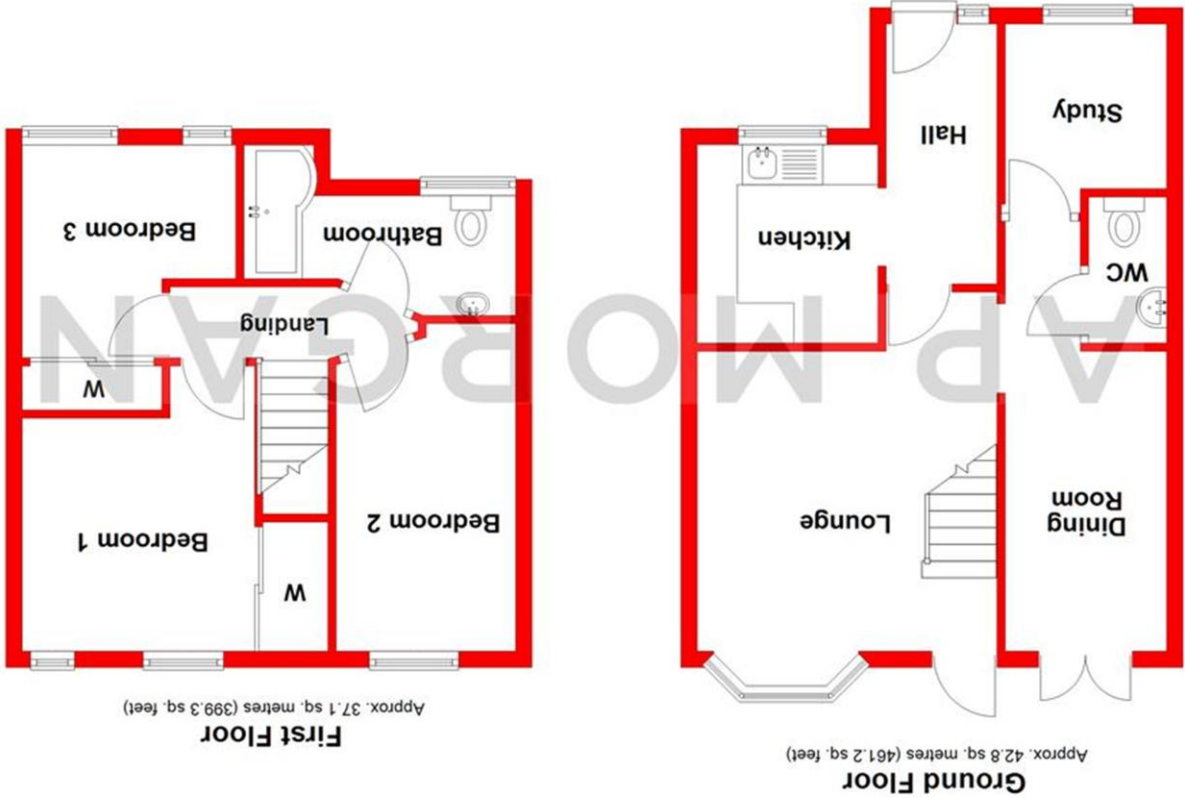 Ground Floor
Approx. 42.8 sq. metres (461.2 sq. feet)
Dining
Room
Lounge
WC
Kitchen
Study
Hall
First Floor
Approx. 37.1 sq. metres (399.3 sq. feet)
W
Bedroom 1
Bedroom 2
W
Landing
Bathroom
Bedroom 3
AP MORGAN